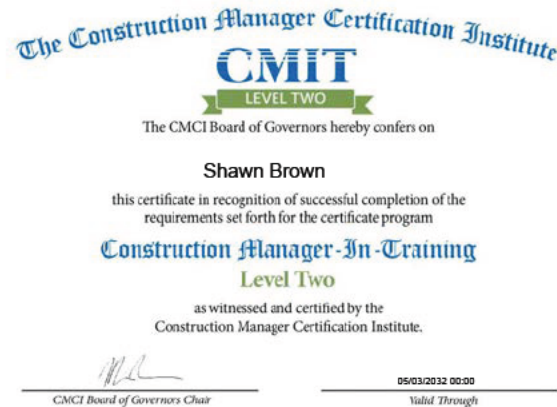 The Construction Manager Certification Institute
CMIT
LEVEL TWO
The CMCI Board of Governors hereby confers on
Shawn Brown
this certificate in recognition of successful completion of the
requirements set forth for the certificate program
Construction Manager-In-Training
Level Two
as witnessed and certified by the
Construction Manager Certification Institute.
05/03/2032 00:00
CMCI Board of Governors Chair
Valid Through